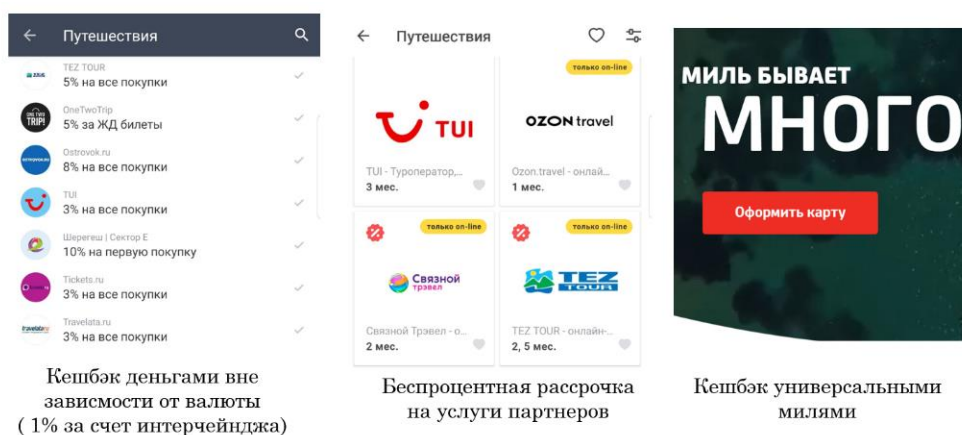 Путешествия
TEZ TOUR
5% на все покупки
OneTwoTrip
5% за ЖД билеты
Ostrovok.ru
8% на все покупки
TUI
3% на все покупки
Шерегеш | Сектор Е
10% на первую покупку
Tickets.ru
3% на все покупки
Travelata.ru
3% на все покупки
Кешбэк деньгами вне
зависмости от валюты
( 1% за счет интерчейнджа)
Путешествия
только on-line
TUI
OZON travel
TUI - Туроператор,...
3 мес.
Ozon.travel - онлай...
1 мес.
только on-line
только on-line
Связной
трэвел
TEZ
TOUR
Связной Трэвел - о...
2 мес.
TEZ TOUR - онлайн-...
2, 5 мес.
Беспроцентная рассрочка
на услуги партнеров
МИЛЬ БЫВАЕТ
МНОГО
Оформить карту
Кешбэк универсальными
милями